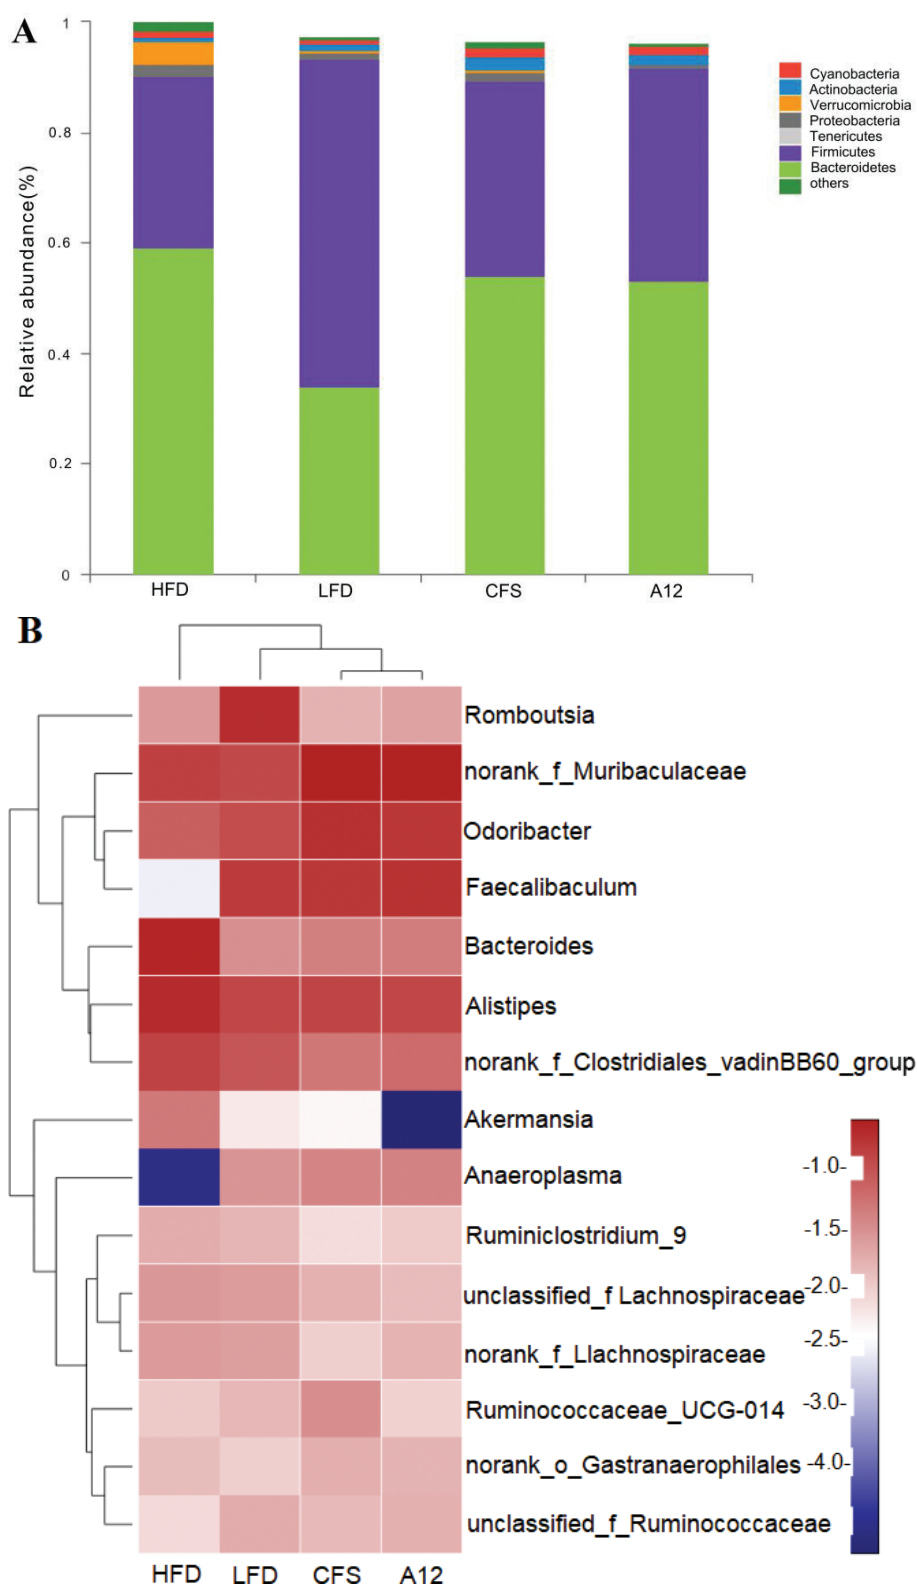 A
1
0.8
0.6
0.4
0.2
0
Relative abundance(%)
HFD LFD CFS A12
Cyanobacteria
Actinobacteria
Verrucomicrobia
Proteobacteria
Tenericutes
Firmicutes
Bacteroidetes
others
B
Romboutsia
norank_f_Muribaculaceae
Odoribacter
Faecalibaculum
Bacteroides
Alistipes
norank_f_Clostridiales_vadinBB60_group
Akermansia
Anaeroplasma
Ruminiclostridium_9
unclassified_f Lachnospiraceae
norank_f_Llachnospiraceae
Ruminococcaceae_UCG-014
norank_o_Gastranaerophilales
unclassified_f_Ruminococcaceae
-1.0-
-1.5-
-2.0-
-2.5-
-3.0-
-4.0-
HFD LFD CFS A12